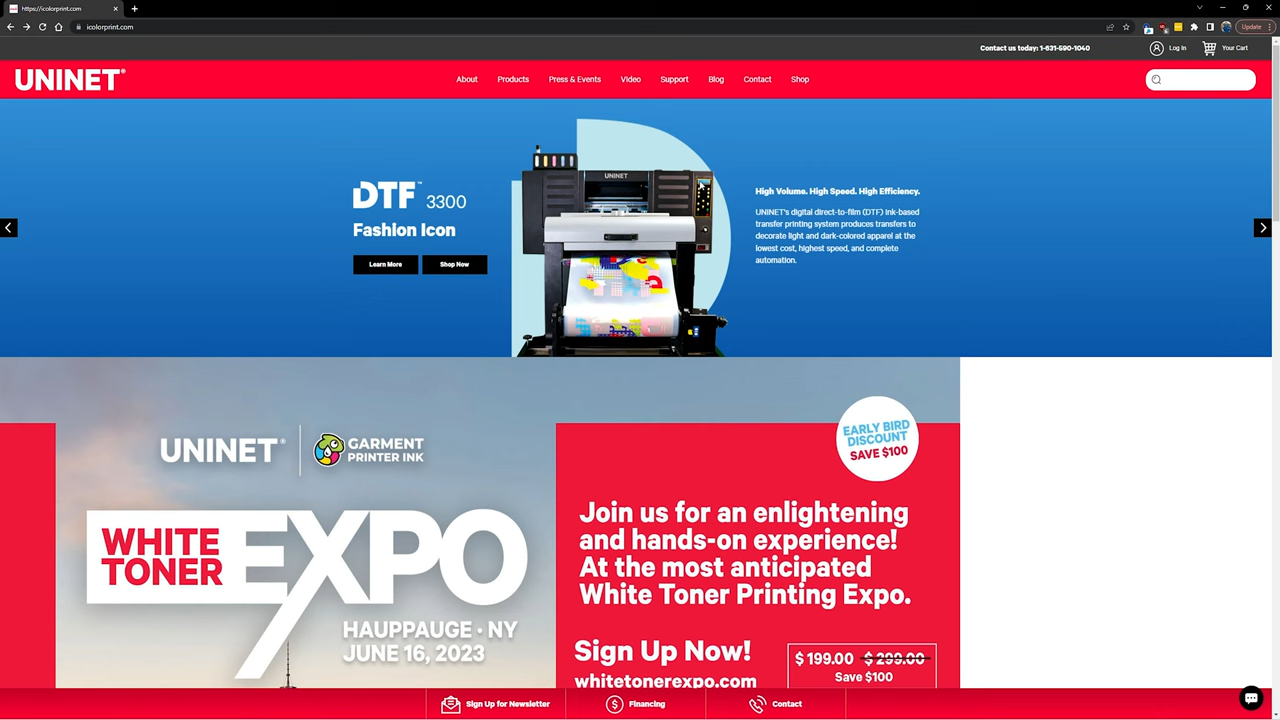 https://icolorprint.com
icolorprint.com
Update
Contact us today: 1-631-590-1040
Log In
Your Cart
UNINET®
About
Products
Press & Events
Video
Support
Blog
Contact
Shop
DTF™ 3300
Fashion Icon
Learn More
Shop Now
UNINET
High Volume. High Speed. High Efficiency.
UNINET's digital direct-to-film (DTF) ink-based
transfer printing system produces transfers to
decorate light and dark-colored apparel at the
lowest cost, highest speed, and complete
automation.
UNINET®
GARMENT
PRINTER INK
WHITE
TONER
EXPO
HAUPPAUGE · NY
JUNE 16, 2023
EARLY BIRD
DISCOUNT
SAVE $100
Join us for an enlightening
and hands-on experience!
At the most anticipated
White Toner Printing Expo.
Sign Up Now!
whitetonerexpo.com
$ 199.00 $ 299.00
Save $100
Sign Up for Newsletter
Financing
Contact